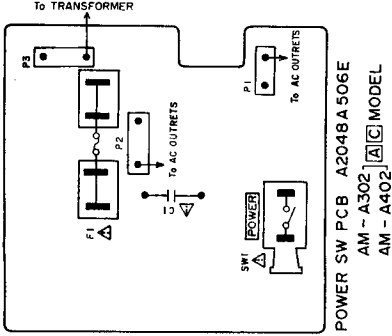 To TRANSFORMER
P3
P1
To AC OUTRETS
P2
To AC OUTRETS
F1
POWER
SW1
POWER SW PCB A2048A506E
AM-A302
AM-A402
A C MODEL